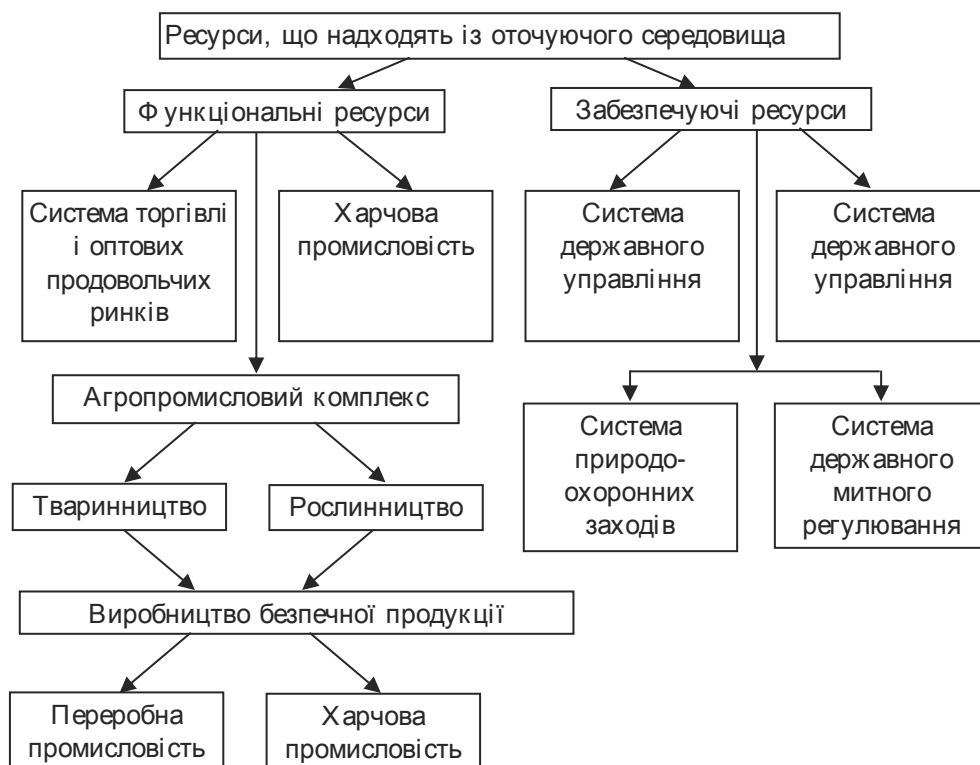 Ресурси, що надходять із оточуючого середовища
Функціональні ресурси
Забезпечуючі ресурси
Система торгівлі
і оптових
продовольчих
ринків
Харчова
промисловість
Система
державного
управління
Система
державного
управління
Агропромисловий комплекс
Система
природо-
охоронних
заходів
Система
державного
митного
регулювання
Тваринництво
Рослинництво
Виробництво безпечної продукції
Переробна
промисловість
Харчова
промисловість